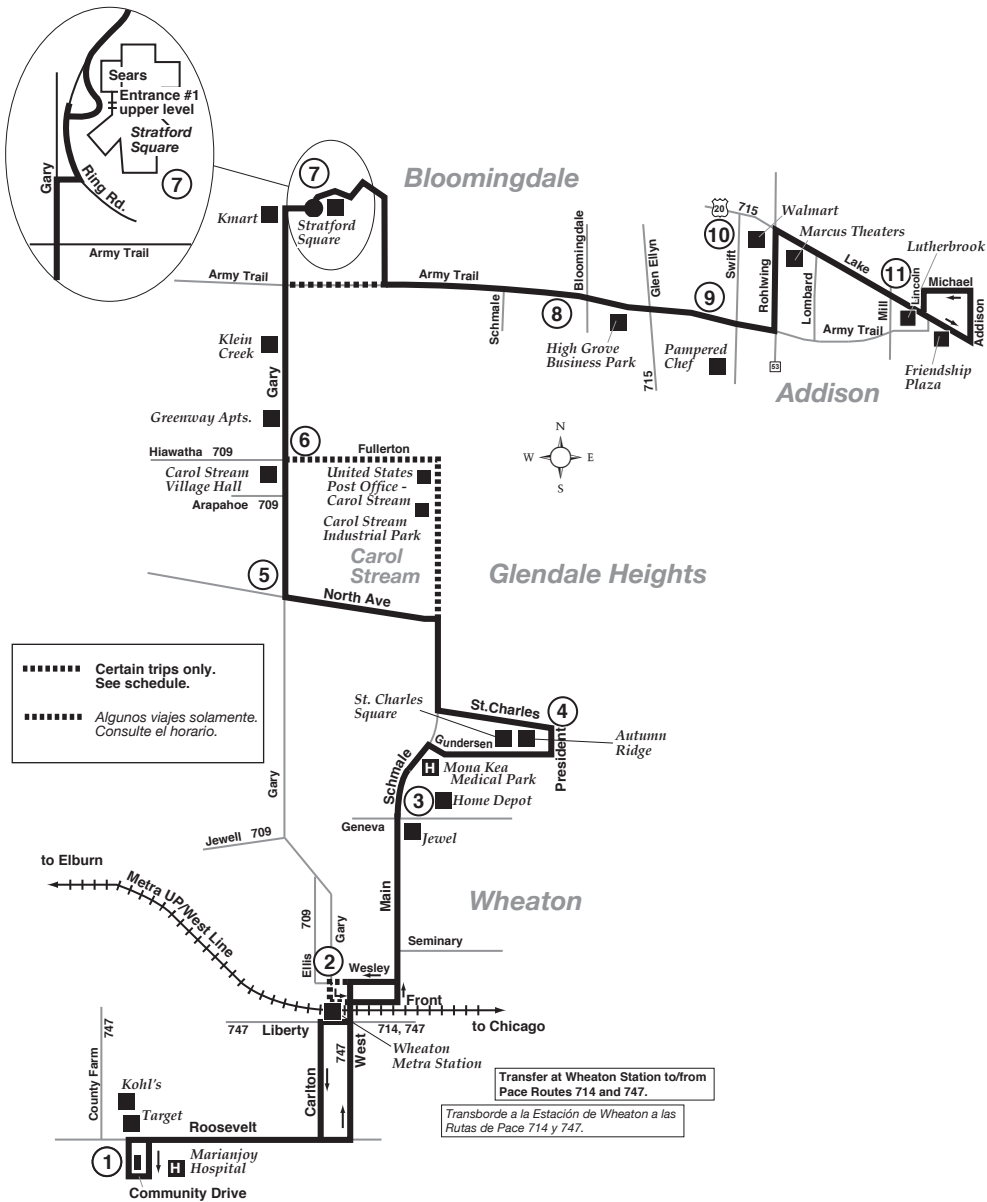 Sears
Entrance #1
upper level
Stratford
Square
7
Gary
Ring Rd.
Army Trail
7
Bloomingdale
Kmart
Stratford
Square
Army Trail
Army Trail
20
715
Walmart
10
Marcus Theaters
Lutherbrook
Swift
Rohlwing
Lake
Lombard
11
Lincoln
Michael
Mill
Addison
Army Trail
Bloomingdale
Glen Ellyn
9
Schmale
8
High Grove
Business Park
715
Pampered
Chef
53
Friendship
Plaza
Addison
Klein
Creek
Gary
Greenway Apts.
6
Hiawatha 709
Fullerton
Carol Stream
Village Hall
Arapahoe 709
United States
Post Office -
Carol Stream
Carol Stream
Industrial Park
N
W
E
S
Carol
Stream
5
Glendale Heights
North Ave
Certain trips only.
See schedule.
Algunos viajes solamente.
Consulte el horario.
St. Charles
Square
St.Charles
4
Gundersen
President
Autumn
Ridge
Schmale
H
Mona Kea
Medical Park
Gary
3
Home Depot
Geneva
Jewel
Jewell 709
to Elburn
Metra UP/West Line
Main
Wheaton
709
Gary
Seminary
Ellis
2
Wesley
Front
to Chicago
747
Liberty
714, 747
747
West
Wheaton
Metra Station
747
County Farm
Carlton
Transfer at Wheaton Station to/from
Pace Routes 714 and 747.
Transborde a la Estación de Wheaton a las
Rutas de Pace 714 y 747.
Kohl's
Target
Roosevelt
1
H
Marianjoy
Hospital
Community Drive